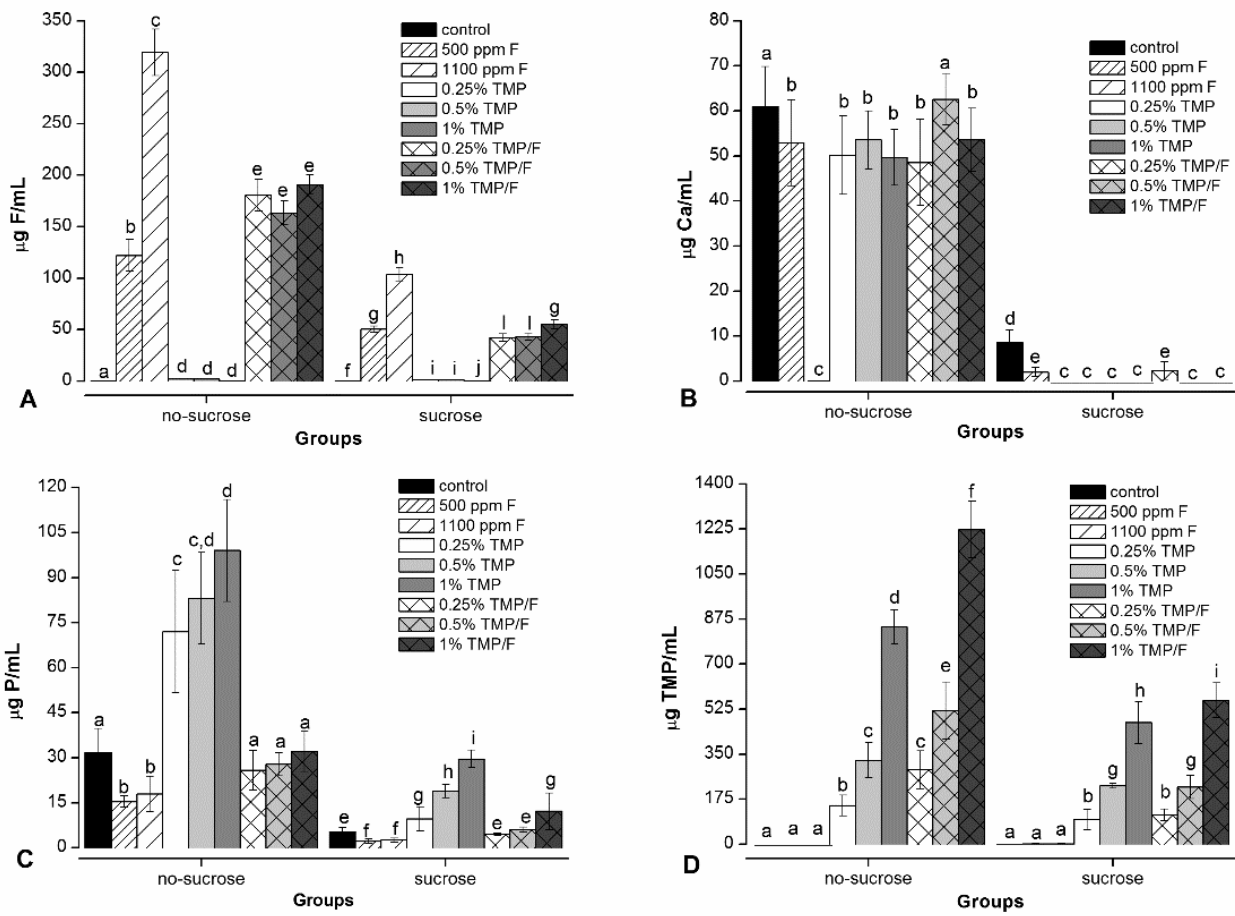 350
300
250
200
150
100
50
0
μg F/mL
control
500 ppm F
1100 ppm F
0.25% TMP
0.5% TMP
1% TMP
0.25% TMP/F
0.5% TMP/F
1% TMP/F
a b c d d d e e e f g h i i j l l g
no-sucrose sucrose
Groups
A
80
70
60
50
40
30
20
10
0
μg Ca/mL
control
500 ppm F
1100 ppm F
0.25% TMP
0.5% TMP
1% TMP
0.25% TMP/F
0.5% TMP/F
1% TMP/F
a b c b b b b a b d e c c c c e c c
no-sucrose sucrose
Groups
B
120
105
90
75
60
45
30
15
0
μg P/mL
control
500 ppm F
1100 ppm F
0.25% TMP
0.5% TMP
1% TMP
0.25% TMP/F
0.5% TMP/F
1% TMP/F
a b b c c,d d a a a e f f g h i e e g
no-sucrose sucrose
Groups
C
1400
1225
1050
875
700
525
350
175
0
μg TMP/mL
control
500 ppm F
1100 ppm F
0.25% TMP
0.5% TMP
1% TMP
0.25% TMP/F
0.5% TMP/F
1% TMP/F
a a a b c d c e f a a a b g h b g i
no-sucrose sucrose
Groups
D